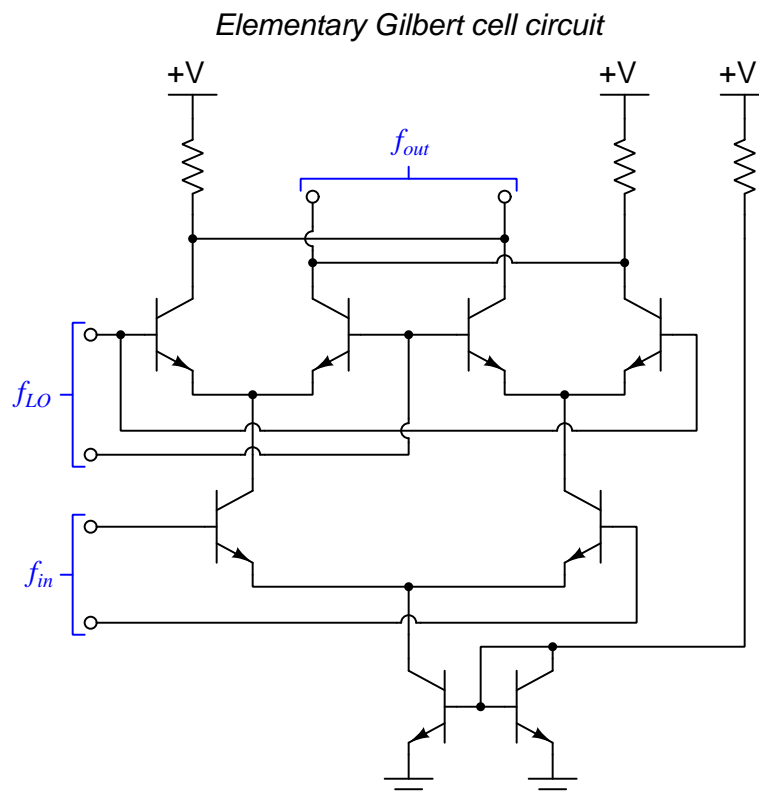 Elementary Gilbert cell circuit
+V
+V
+V
fout
fLO
fin